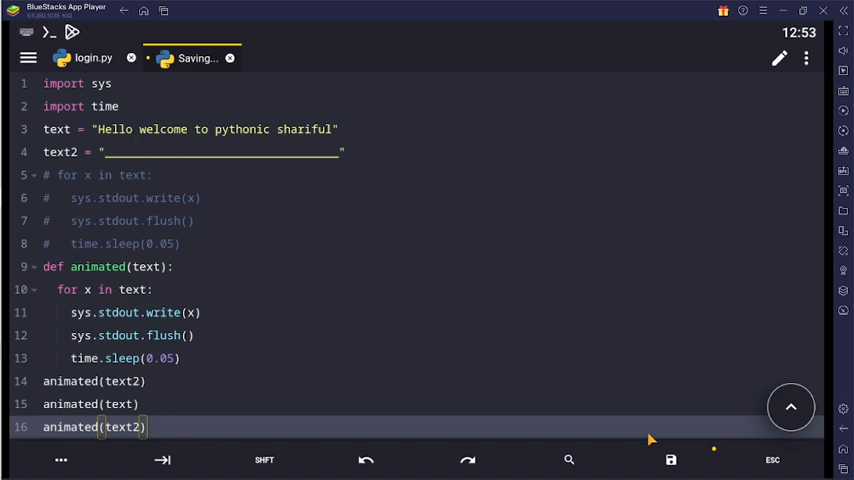 BlueStacks App Player
12:53
login.py
Saving...
1 import sys
2 import time
3 text = "Hello welcome to pythonic shariful"
4 text2 = "__________________________________"
5 # for x in text:
6 #   sys.stdout.write(x)
7 #   sys.stdout.flush()
8 #   time.sleep(0.05)
9 def animated(text):
10   for x in text:
11     sys.stdout.write(x)
12     sys.stdout.flush()
13     time.sleep(0.05)
14 animated(text2)
15 animated(text)
16 animated(text2)
SHFT
ESC